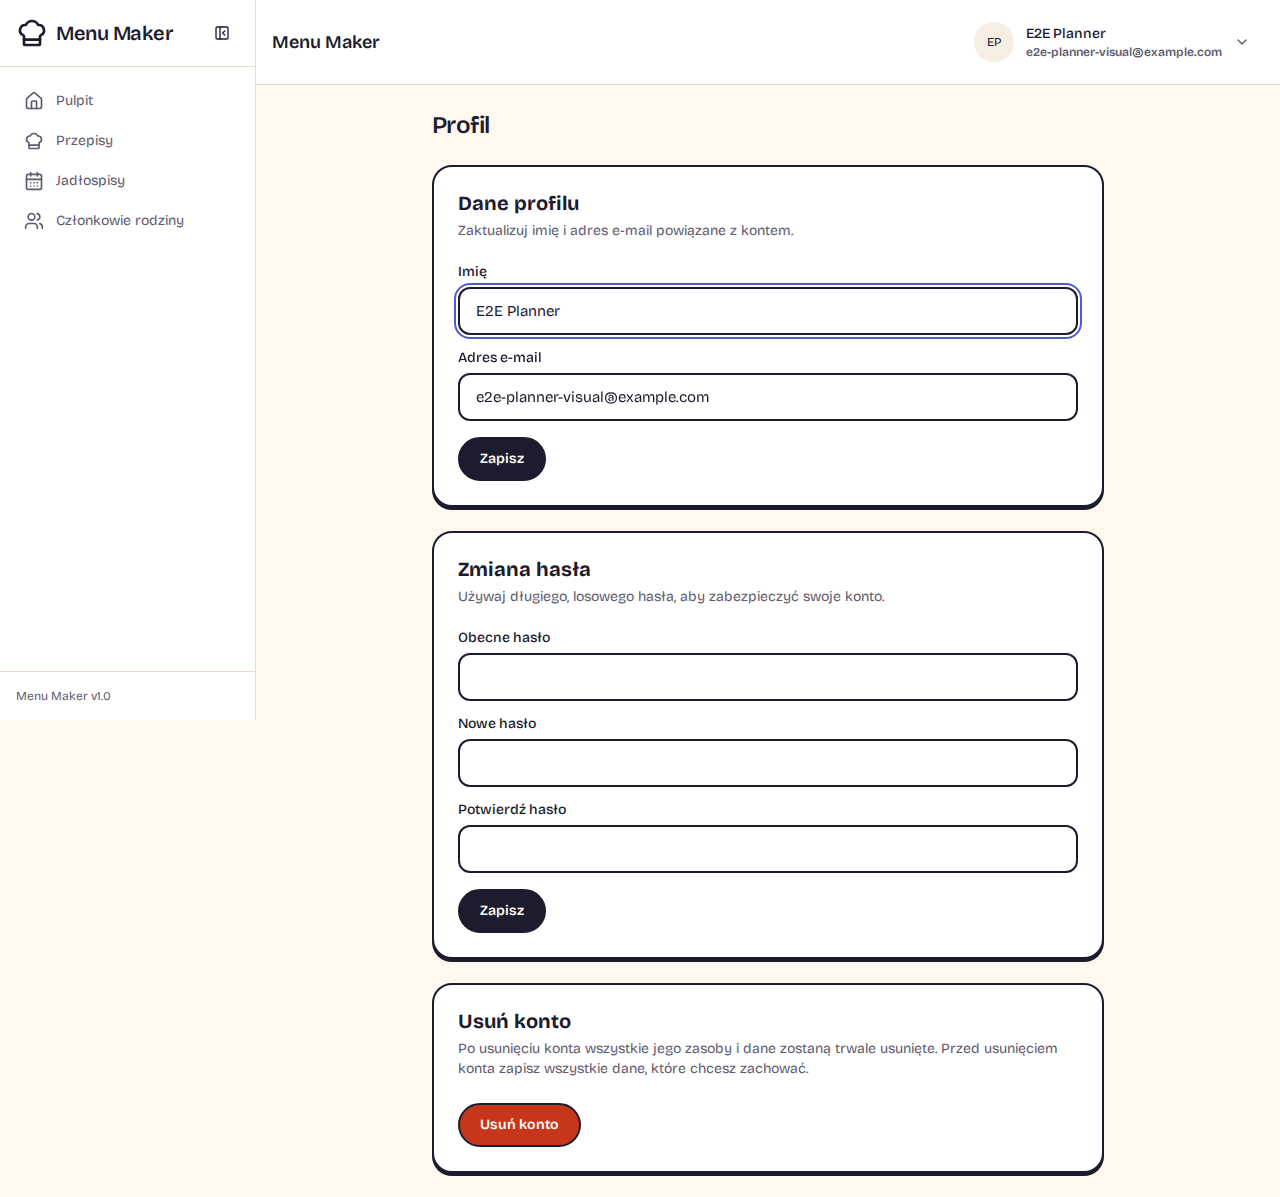 Menu Maker
Pulpit
Przepisy
Jadłospisy
Członkowie rodziny
Menu Maker v1.0
Menu Maker
EP
E2E Planner
e2e-planner-visual@example.com
Profil
Dane profilu
Zaktualizuj imię i adres e-mail powiązane z kontem.
Imię
E2E Planner
Adres e-mail
e2e-planner-visual@example.com
Zapisz
Zmiana hasła
Używaj długiego, losowego hasła, aby zabezpieczyć swoje konto.
Obecne hasło
Nowe hasło
Potwierdź hasło
Zapisz
Usuń konto
Po usunięciu konta wszystkie jego zasoby i dane zostaną trwale usunięte. Przed usunięciem
konta zapisz wszystkie dane, które chcesz zachować.
Usuń konto